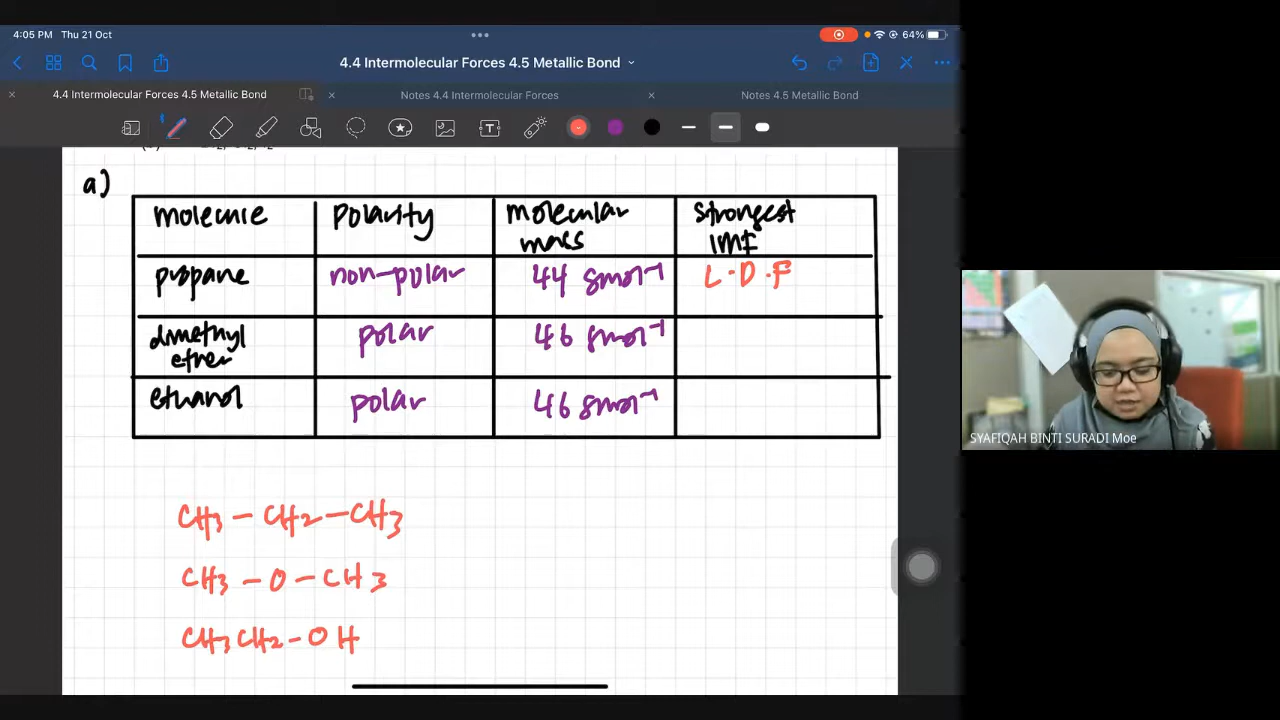 4:05 PM Thu 21 Oct
64%
4.4 Intermolecular Forces 4.5 Metallic Bond
4.4 Intermolecular Forces 4.5 Metallic Bond
Notes 4.4 Intermolecular Forces
Notes 4.5 Metallic Bond
a)
molecule polarity molecular mass strongest IMF
propane non-polar 44 gmol⁻¹ L.D.F
dimethyl ether polar 46 gmol⁻¹
ethanol polar 46 gmol⁻¹
CH3 – CH2 – CH3
CH3 – O – CH3
CH3CH2 – OH
SYAFIQAH BINTI SURADI Moe